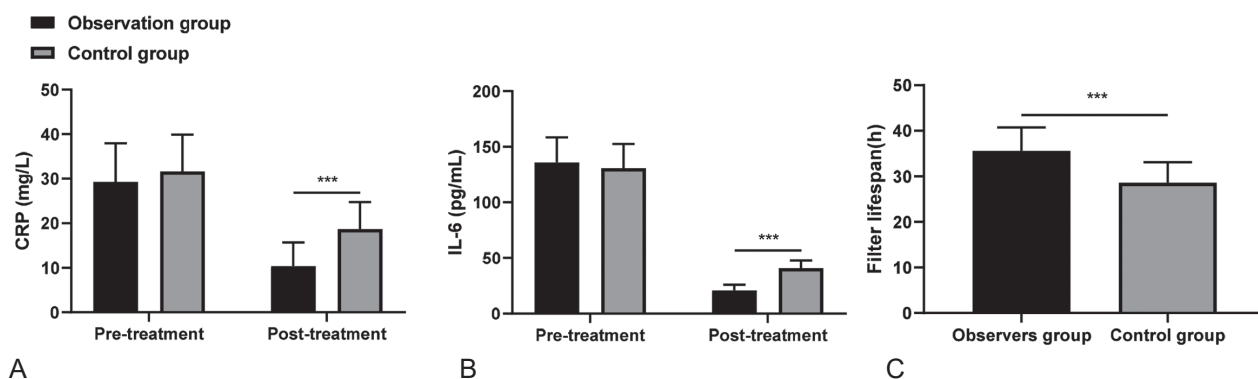 Observation group
Control group
CRP (mg/L)
50
40
30
20
10
0
***
Pre-treatment
Post-treatment
A
IL-6 (pg/mL)
200
150
100
50
0
***
Pre-treatment
Post-treatment
B
Filter lifespan(h)
50
40
30
20
10
0
***
Observers group
Control group
C